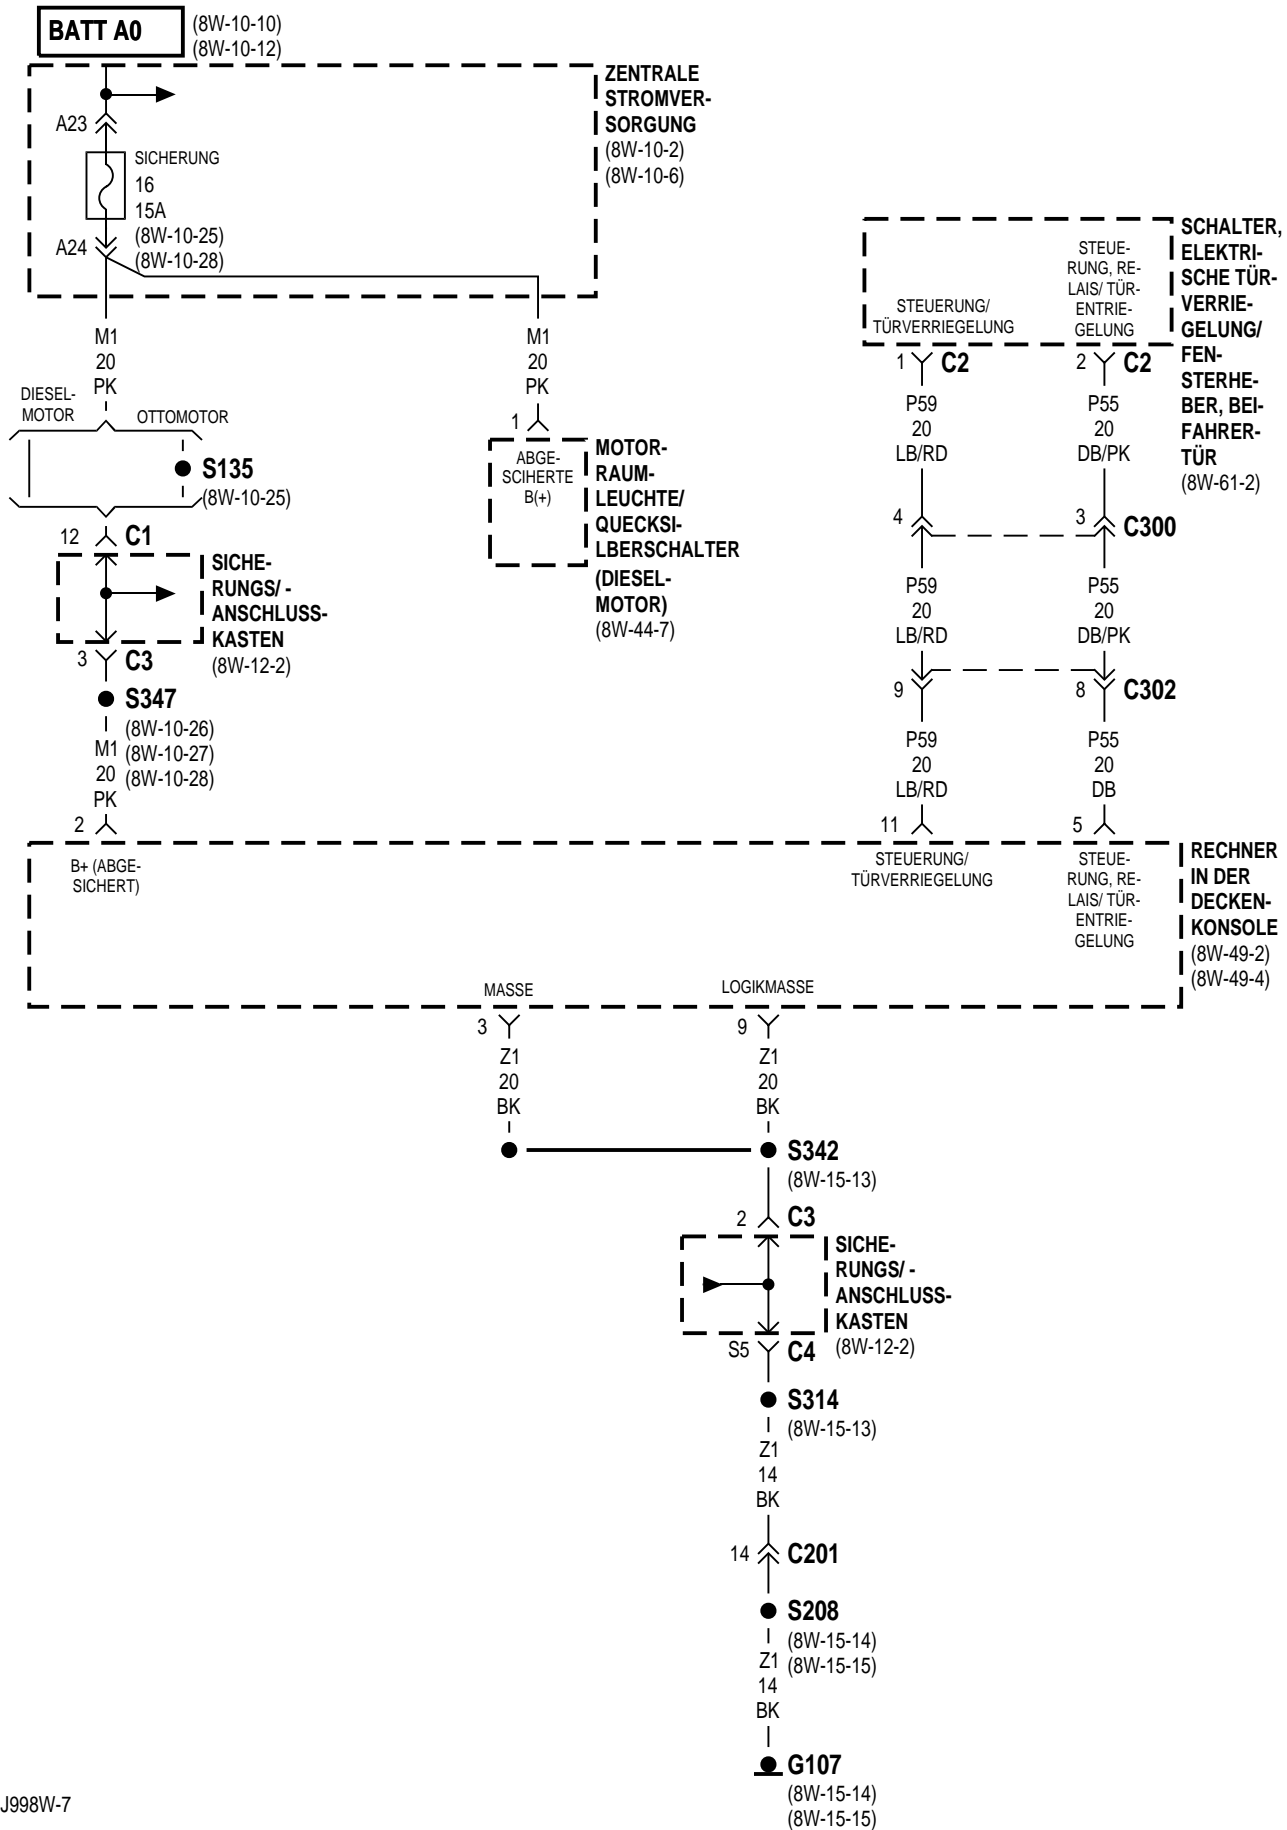 BATT A0
(8W-10-10)
(8W-10-12)
ZENTRALE
STROMVER-
SORGUNG
(8W-10-2)
(8W-10-6)
A23
SICHERUNG
16
15A
(8W-10-25)
(8W-10-28)
A24
M1
20
PK
M1
20
PK
DIESEL-
MOTOR
OTTOMOTOR
S135
(8W-10-25)
1
ABGE-
SCIHERTE
B(+)
MOTOR-
RAUM-
LEUCHTE/
QUECKSI-
LBERSCHALTER
(DIESEL-
MOTOR)
(8W-44-7)
12
C1
SICHE-
RUNGS/ -
ANSCHLUSS-
KASTEN
(8W-12-2)
3
C3
S347
(8W-10-26)
(8W-10-27)
(8W-10-28)
M1
20
PK
2
STEUERUNG/
TÜRVERRIEGELUNG
STEUE-
RUNG, RE-
LAIS/ TÜR-
ENTRIE-
GELUNG
SCHALTER,
ELEKTRI-
SCHE TÜR-
VERRIE-
GELUNG/
FEN-
STERHE-
BER, BEI-
FAHRER-
TÜR
(8W-61-2)
1
C2
2
C2
P59
20
LB/RD
P55
20
DB/PK
4
3
C300
P59
20
LB/RD
P55
20
DB/PK
9
8
C302
P59
20
LB/RD
P55
20
DB
11
5
B+ (ABGE-
SICHERT)
STEUERUNG/
TÜRVERRIEGELUNG
STEUE-
RUNG, RE-
LAIS/ TÜR-
ENTRIE-
GELUNG
RECHNER
IN DER
DECKEN-
KONSOLE
(8W-49-2)
(8W-49-4)
MASSE
LOGIKMASSE
3
9
Z1
20
BK
Z1
20
BK
S342
(8W-15-13)
2
C3
SICHE-
RUNGS/ -
ANSCHLUSS-
KASTEN
(8W-12-2)
S5
C4
S314
(8W-15-13)
Z1
14
BK
14
C201
S208
(8W-15-14)
(8W-15-15)
Z1
14
BK
G107
(8W-15-14)
(8W-15-15)
J998W-7